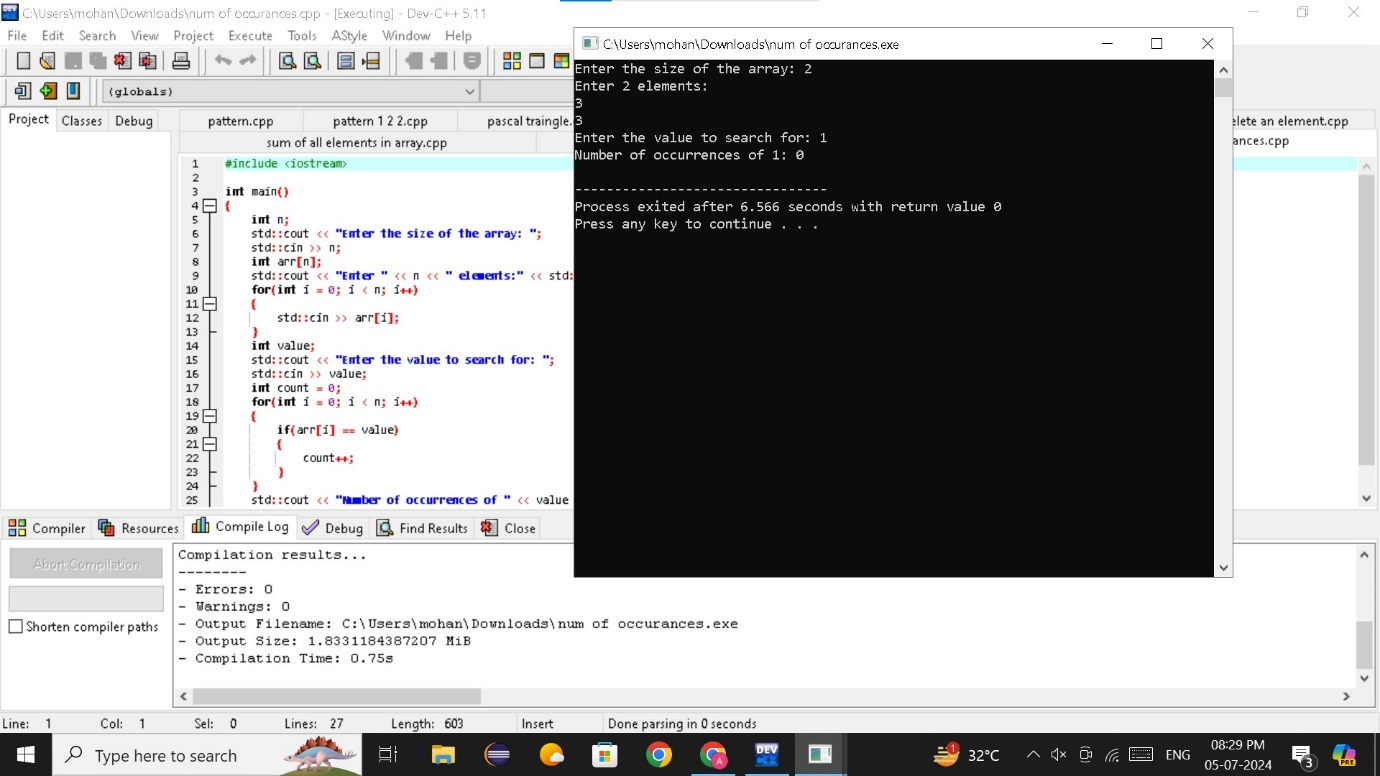 C:\Users\mohan\Downloads\num of occurances.cpp - [Executing] - Dev-C++ 5.11
File Edit Search View Project Execute Tools AStyle Window Help
(globals)
Project Classes Debug
pattern.cpp pattern 1 2 2.cpp pascal traingle. elete an element.cpp
sum of all elements in array.cpp ances.cpp
1 #include <iostream>
2
3 int main()
4 {
5 int n;
6 std::cout << "Enter the size of the array: ";
7 std::cin >> n;
8 int arr[n];
9 std::cout << "Enter " << n << " elements:" << std:
10 for(int i = 0; i < n; i++)
11 {
12 std::cin >> arr[i];
13 }
14 int value;
15 std::cout << "Enter the value to search for: ";
16 std::cin >> value;
17 int count = 0;
18 for(int i = 0; i < n; i++)
19 {
20 if(arr[i] == value)
21 {
22 count++;
23 }
24 }
25 std::cout << "Number of occurrences of " << value
C:\Users\mohan\Downloads\num of occurances.exe
Enter the size of the array: 2
Enter 2 elements:
3
3
Enter the value to search for: 1
Number of occurrences of 1: 0
--------------------------------
Process exited after 6.566 seconds with return value 0
Press any key to continue . . .
Compiler Resources Compile Log Debug Find Results Close
Abort Compilation
Shorten compiler paths
Compilation results...
--------
- Errors: 0
- Warnings: 0
- Output Filename: C:\Users\mohan\Downloads\num of occurances.exe
- Output Size: 1.8331184387207 MiB
- Compilation Time: 0.75s
Line: 1 Col: 1 Sel: 0 Lines: 27 Length: 603 Insert Done parsing in 0 seconds
Type here to search
DEV
1
32°C
ENG
08:29 PM
05-07-2024
3
PRE